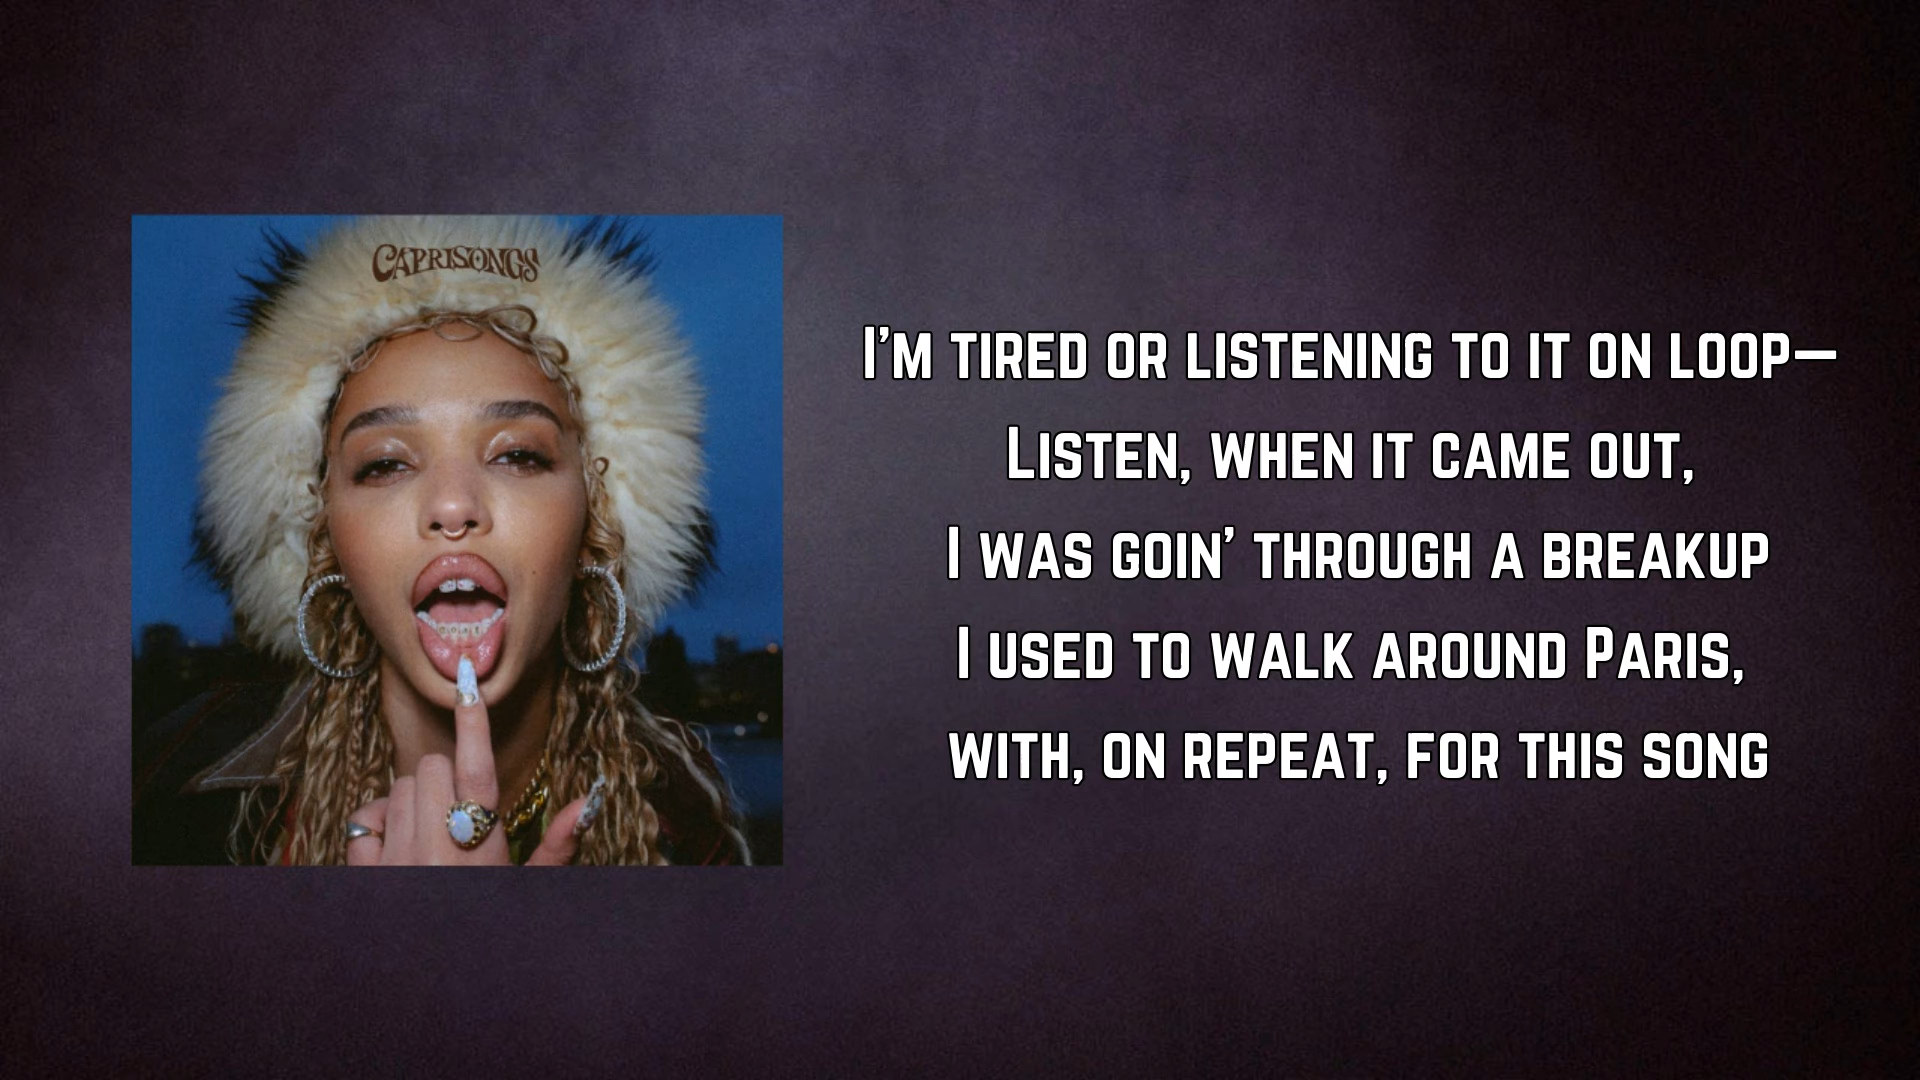 CAPRISONGS
I'M TIRED OR LISTENING TO IT ON LOOP—
LISTEN, WHEN IT CAME OUT,
I WAS GOIN' THROUGH A BREAKUP
I USED TO WALK AROUND PARIS,
WITH, ON REPEAT, FOR THIS SONG